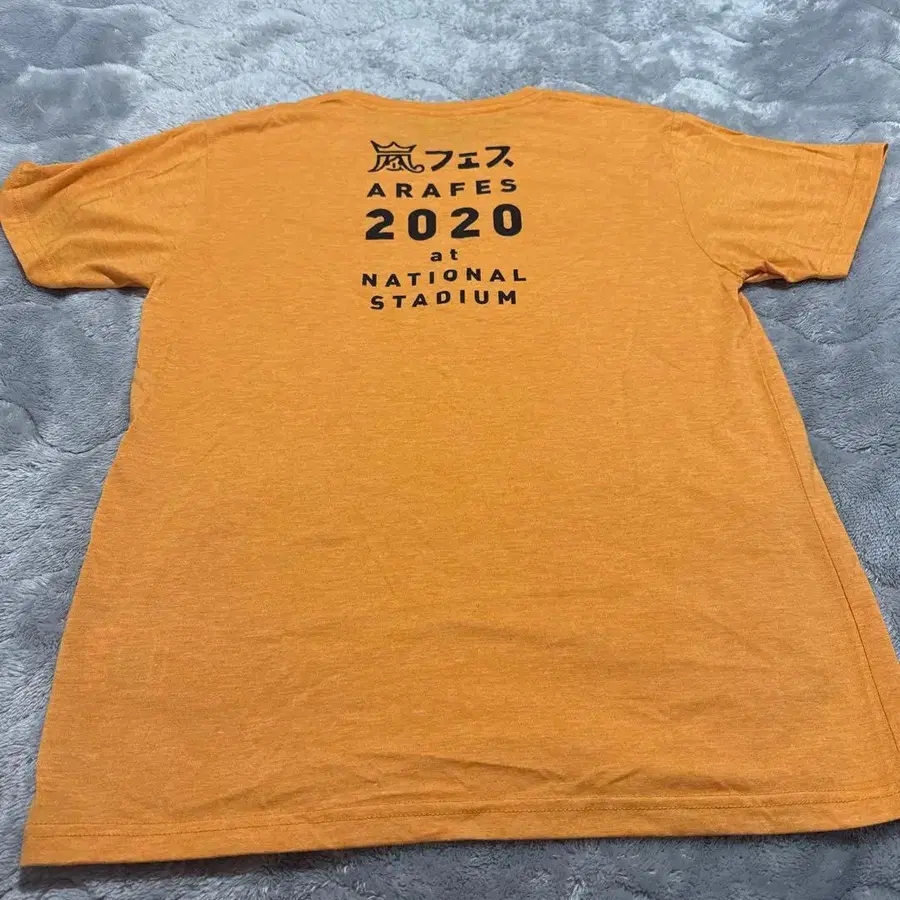 嵐フェス
ARAFES
2020
at
NATIONAL
STADIUM